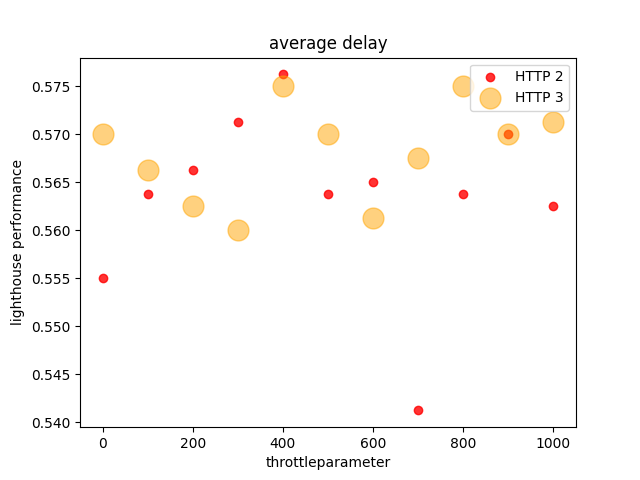 average delay
HTTP 2
HTTP 3
lighthouse performance
0.575
0.570
0.565
0.560
0.555
0.550
0.545
0.540
0 200 400 600 800 1000
throttleparameter